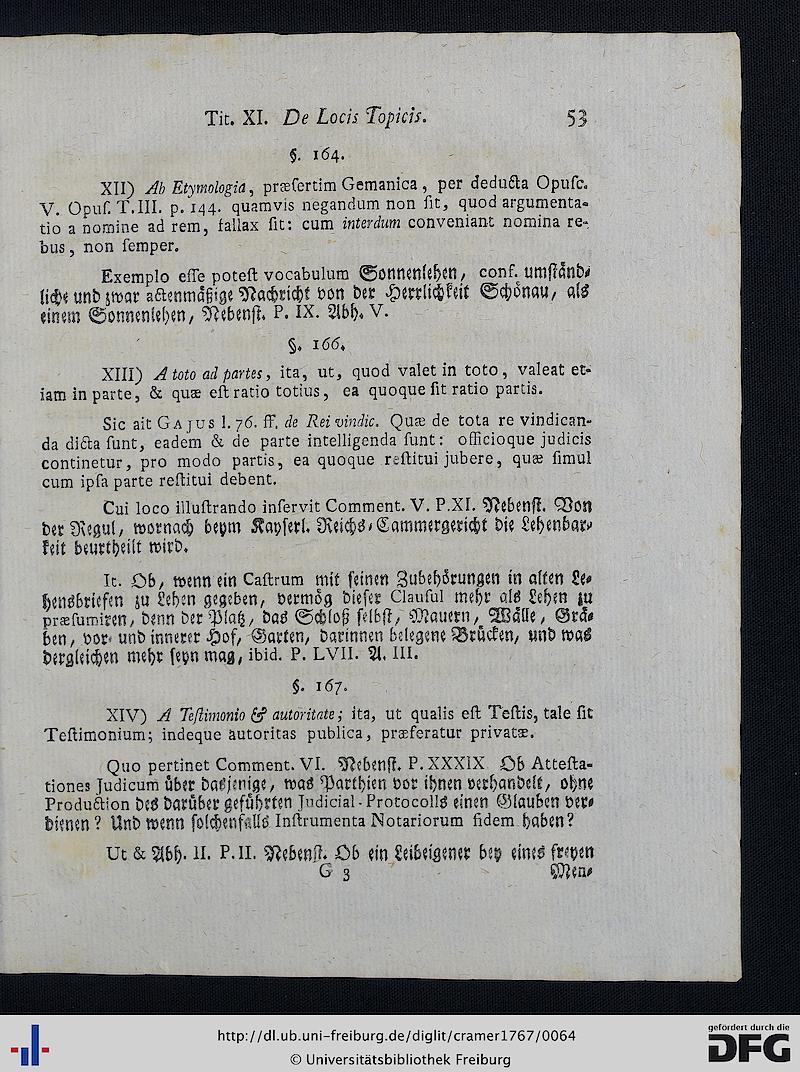 Tit. XI. De Locis Topicis. 53
§. 164.
XII) Ab Etymologia, præſertim Gemanica, per deducta Opuſc.
V. Opuſ. T. III. p. 144. quamvis negandum non ſit, quod argumenta-
tio a nomine ad rem, fallax ſit: cum interdum conveniant nomina re-
bus, non ſemper.
Exemplo eſſe poteſt vocabulum Sonnenlehen, conf. umſtänd-
liche und zwar actenmäßige Nachricht von der Herrlichkeit Schönau, als
einem Sonnenlehen, Nebenſt. P. IX. Abh. V.
§. 166.
XIII) A toto ad partes, ita, ut, quod valet in toto, valeat et-
iam in parte, & quæ eſt ratio totius, ea quoque ſit ratio partis.
Sic ait GAJUS l. 76. ff. de Rei vindic. Quæ de tota re vindican-
da dicta ſunt, eadem & de parte intelligenda ſunt: officioque judicis
continetur, pro modo partis, ea quoque reſtitui jubere, quæ ſimul
cum ipſa parte reſtitui debent.
Cui loco illuſtrando inſervit Comment. V. P. XI. Nebenſt. Von
der Regul, wornach beym Kayſerl. Reichs-Cammergericht die Lehenbar-
keit beurtheilt wird.
It. Ob, wenn ein Caſtrum mit ſeinen Zubehörungen in alten Le-
hensbriefen zu Lehen gegeben, vermög dieſer Clauſul mehr als Lehen zu
præſumiren, denn der Platz, das Schloß ſelbſt, Mauern, Wälle, Grä-
ben, vor- und innerer Hof, Garten, darinnen belegene Brücken, und was
dergleichen mehr ſeyn mag, ibid. P. LVII. A. III.
§. 167.
XIV) A Teſtimonio & autoritate; ita, ut qualis eſt Teſtis, tale ſit
Teſtimonium; indeque autoritas publica, præferatur privatæ.
Quo pertinet Comment. VI. Nebenſt. P. XXXIX Ob Atteſta-
tiones Judicum über dasjenige, was Parthien vor ihnen verhandelt, ohne
Production des darüber geführten Judicial-Protocolls einen Glauben ver-
dienen? Und wenn ſolchenfalls Inſtrumenta Notariorum fidem haben?
Ut & Abh. II. P. II. Nebenſt. Ob ein Leibeigener bey eines freyen
G 3 Men-
http://dl.ub.uni-freiburg.de/diglit/cramer1767/0064
© Universitätsbibliothek Freiburg
gefördert durch die
DFG